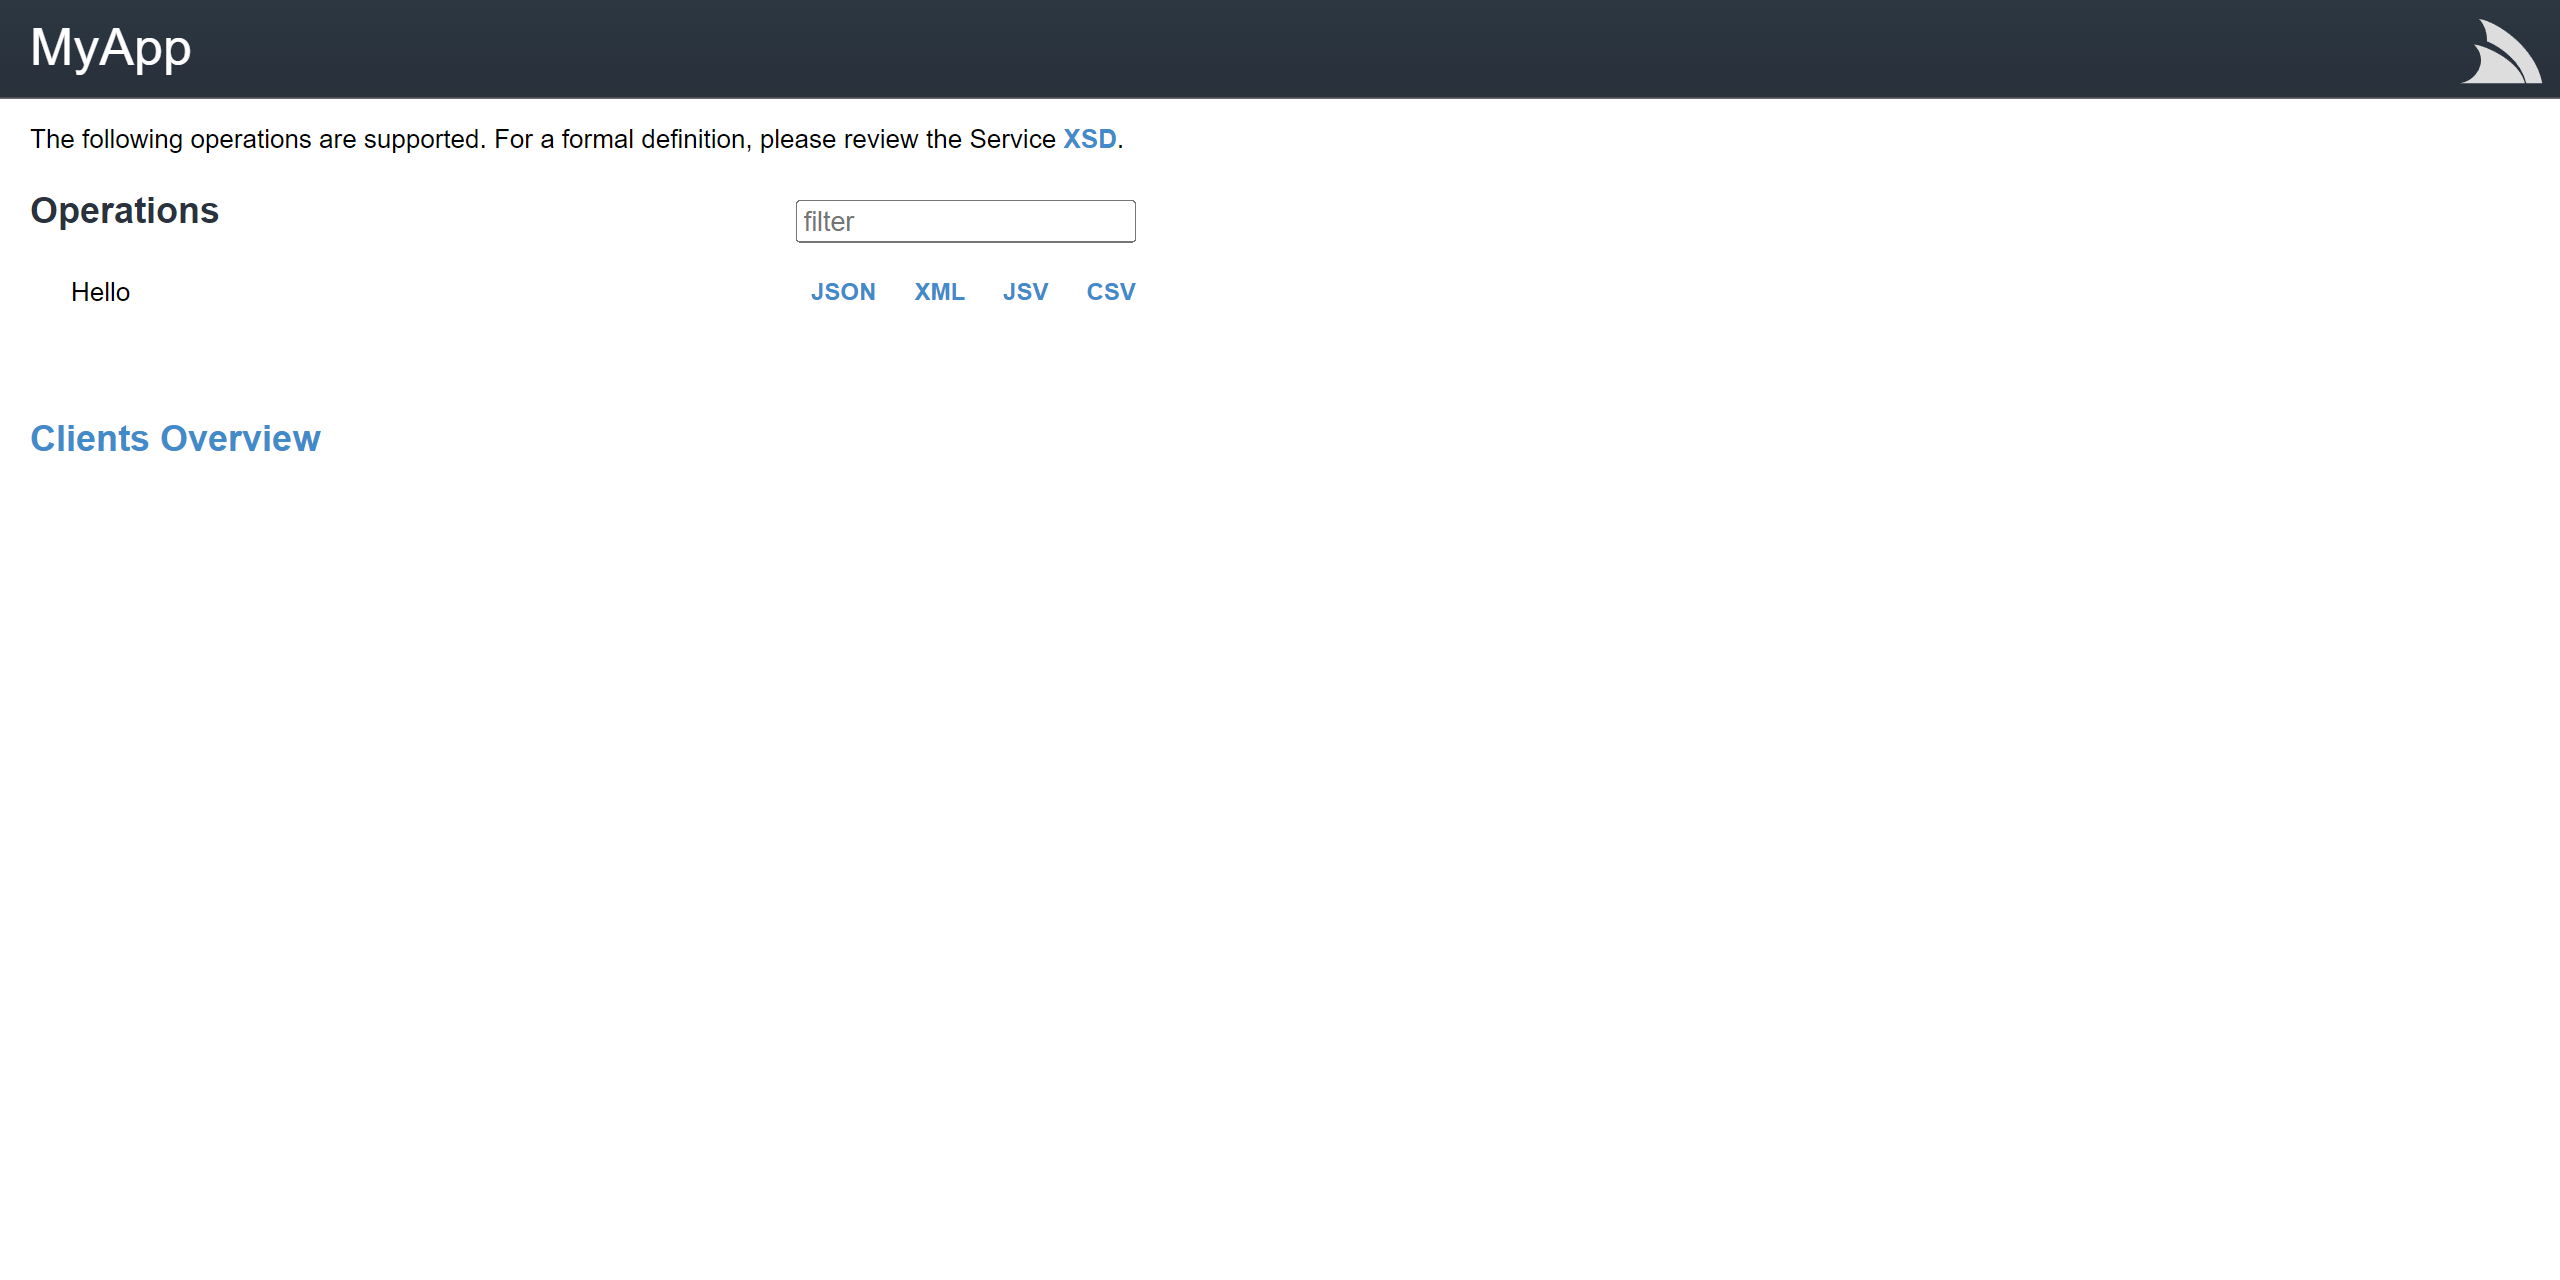 MyApp
The following operations are supported. For a formal definition, please review the Service XSD.
Operations
filter
Hello JSON XML JSV CSV
Clients Overview